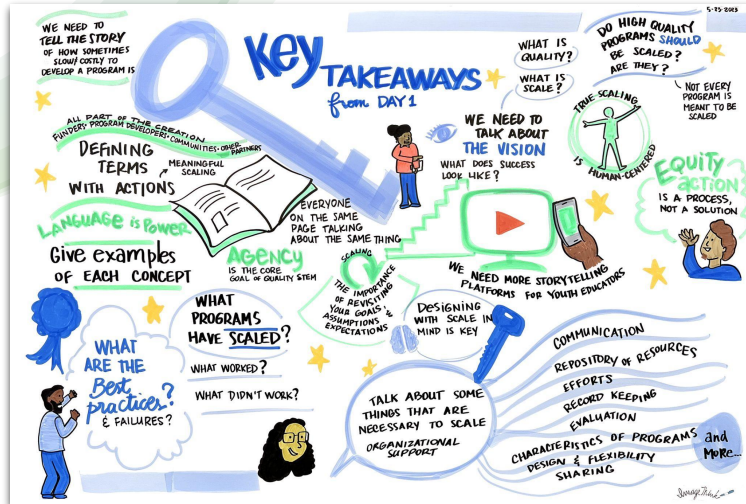 5-23-2023
WE NEED TO
TELL THE STORY
OF HOW SOMETIMES
SLOW/COSTLY TO
DEVELOP A PROGRAM IS
Key TAKEAWAYS
from DAY 1
WHAT IS
QUALITY?
WHAT IS
SCALE?
DO HIGH QUALITY
PROGRAMS SHOULD
BE SCALED?
ARE THEY?
NOT EVERY
PROGRAM IS
MEANT TO BE
SCALED
ALL PART OF THE CREATION
FUNDERS· PROGRAM DEVELOPERS· COMMUNITIES· OTHER PARTNERS
DEFINING
TERMS
WITH ACTIONS
MEANINGFUL
SCALING
LANGUAGE is POWER
Give examples
OF EACH CONCEPT
EVERYONE
ON THE SAME
PAGE TALKING
ABOUT THE SAME THING
AGENCY
IS THE CORE
GOAL OF QUALITY STEM
WE NEED TO
TALK ABOUT
THE VISION
WHAT DOES SUCCESS
LOOK LIKE?
TRUE SCALING
IS HUMAN-CENTERED
EQUITY
action
IS A PROCESS,
NOT A SOLUTION
SCALING
THE IMPORTANCE
OF REVISITING
YOUR GOALS·
ASSUMPTIONS &
EXPECTATIONS
WE NEED MORE STORYTELLING
PLATFORMS FOR YOUTH EDUCATORS
DESIGNING
WITH SCALE IN
MIND IS KEY
WHAT
PROGRAMS
HAVE SCALED?
WHAT WORKED?
WHAT DIDN'T WORK?
WHAT
ARE THE
Best
practices?
& FAILURES?
TALK ABOUT SOME
THINGS THAT ARE
NECESSARY TO SCALE
ORGANIZATIONAL
SUPPORT
COMMUNICATION
REPOSITORY OF RESOURCES
EFFORTS
RECORD KEEPING
EVALUATION
CHARACTERISTICS OF PROGRAMS
DESIGN & FLEXIBILITY
SHARING
and
MORE...